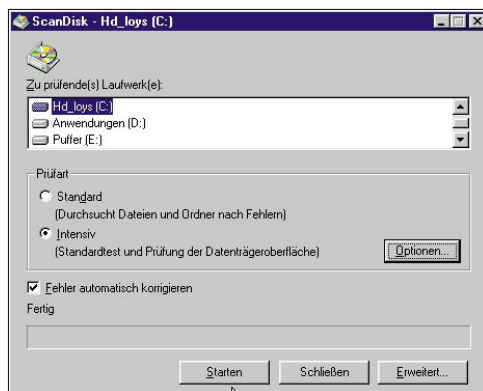 ScanDisk - Hd_loys (C:)
Zu prüfende(s) Laufwerk(e):
Hd_loys (C:)
Anwendungen (D:)
Puffer (E:)
Prüfart
Standard
(Durchsucht Dateien und Ordner nach Fehlern)
Intensiv
(Standardtest und Prüfung der Datenträgeroberfläche)
Optionen...
Fehler automatisch korrigieren
Fertig
Starten
Schließen
Erweitert...